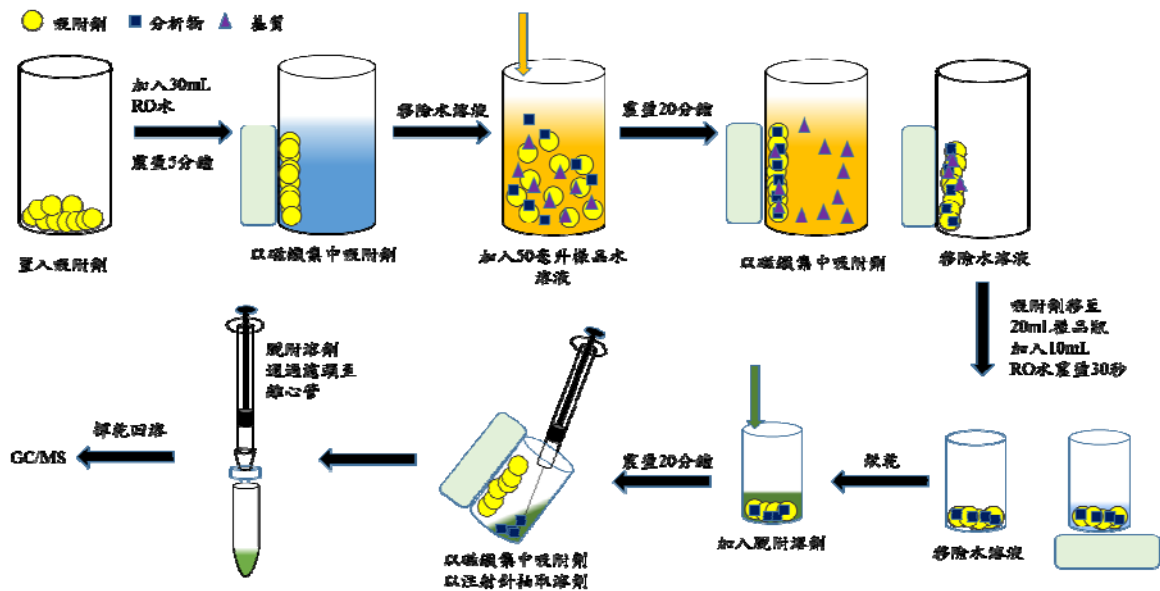 吸附劑 分析物 基質
加入30mL
RO水
震盪5分鐘
移除水溶液
震盪20分鐘
置入吸附劑
以磁鐵集中吸附劑
加入50毫升樣品水
溶液
以磁鐵集中吸附劑
移除水溶液
吸附劑移至
20mL樣品瓶
加入10mL
RO水震盪30秒
脫附溶劑
通過濾頭至
離心管
GC/MS
揮乾回溶
震盪20分鐘
吹乾
以磁鐵集中吸附劑
以注射針抽取溶劑
加入脫附溶劑
移除水溶液